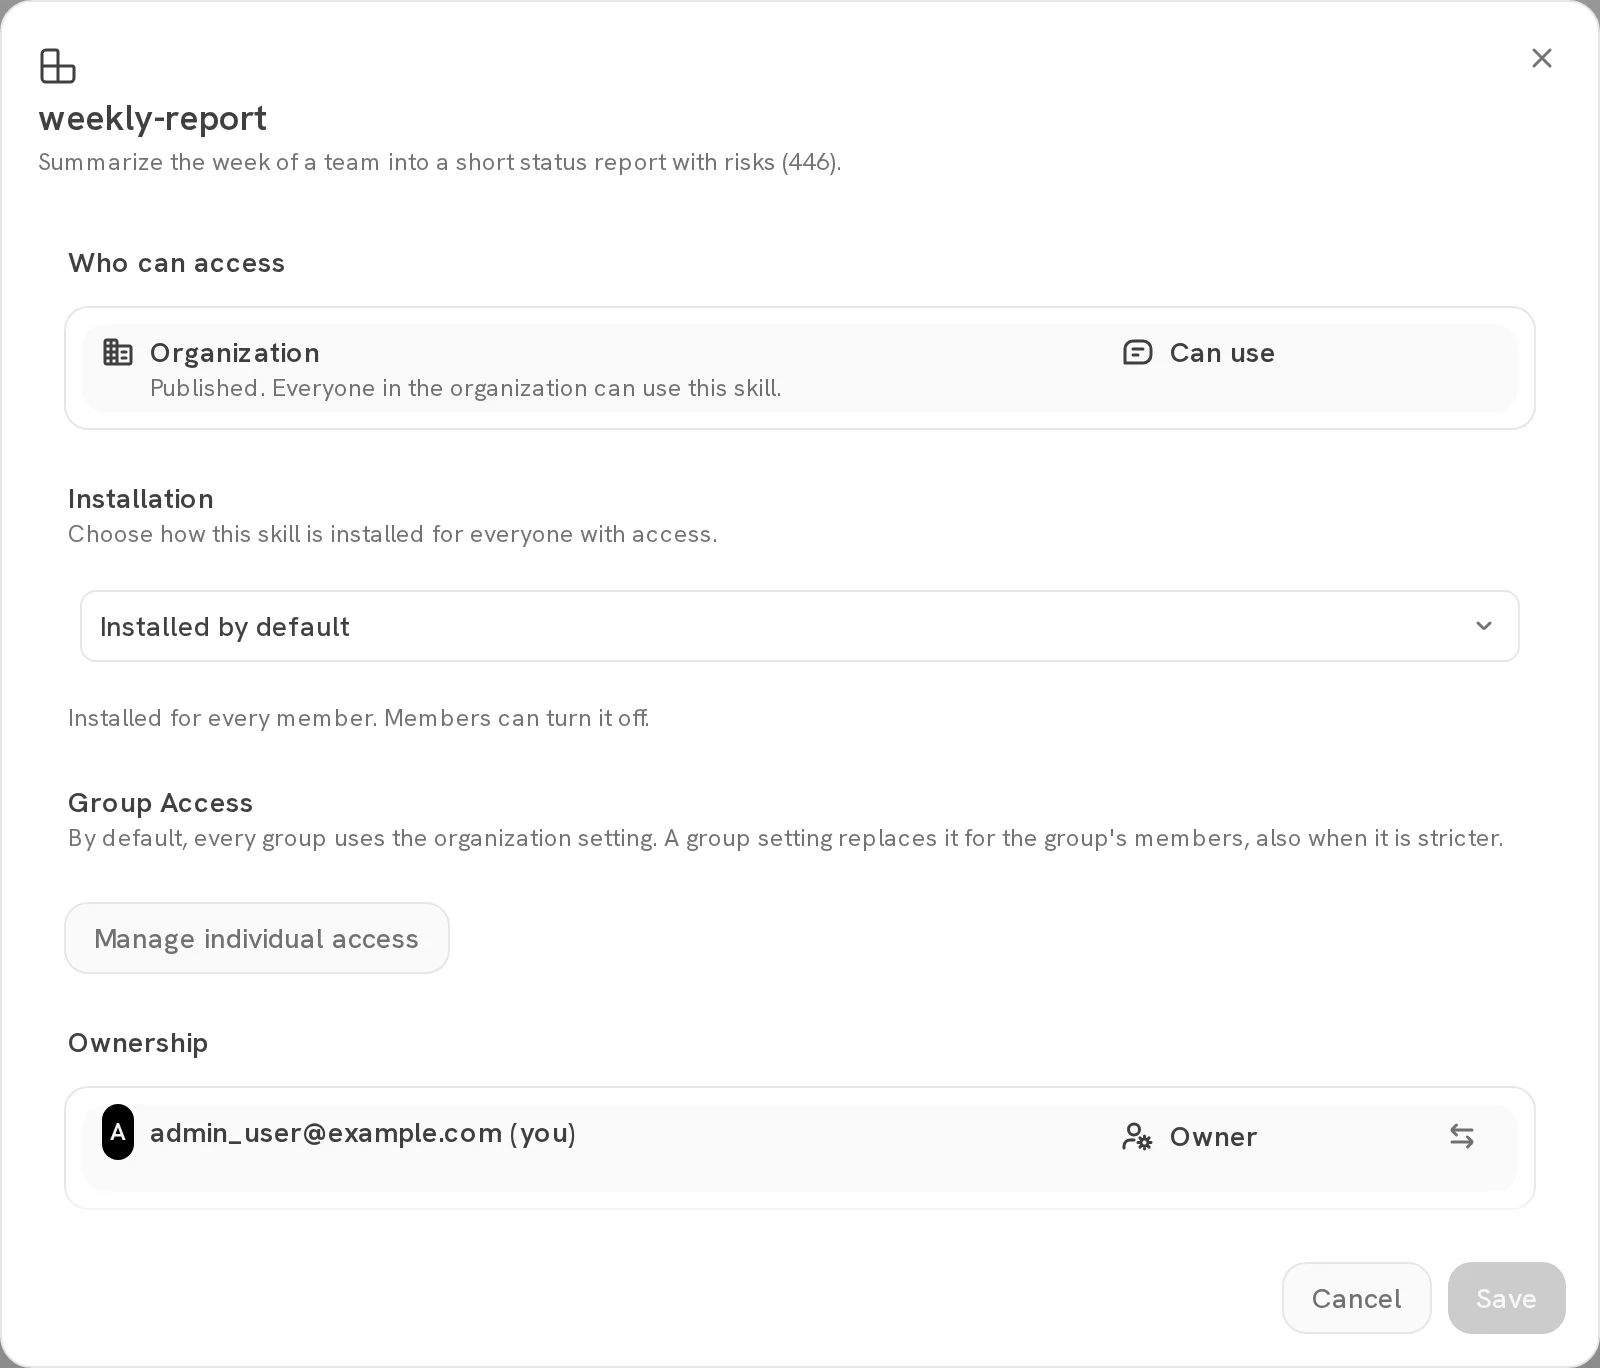 weekly-report
Summarize the week of a team into a short status report with risks (446).
Who can access
Organization
Can use
Published. Everyone in the organization can use this skill.
Installation
Choose how this skill is installed for everyone with access.
Installed by default
Installed for every member. Members can turn it off.
Group Access
By default, every group uses the organization setting. A group setting replaces it for the group's members, also when it is stricter.
Manage individual access
Ownership
A
admin_user@example.com (you)
Owner
Cancel
Save